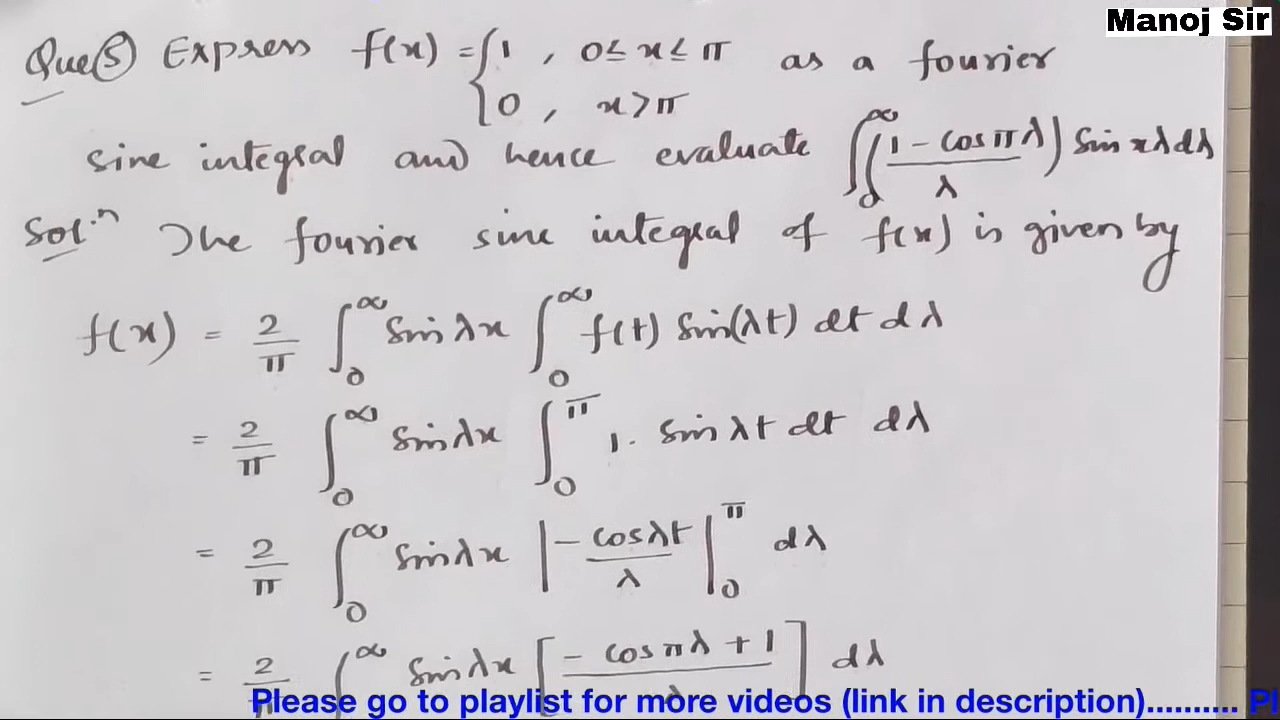 Manoj Sir
Que(5) Express f(x) = { 1 , 0 ≤ x ≤ π as a fourier
0 , x > π
sine integral and hence evaluate ∫₀^∞ ((1 - cos πλ)/λ) sin xλ dλ
Sol.ⁿ The fourier sine integral of f(x) is given by
f(x) = 2/π ∫₀^∞ sin λx ∫₀^∞ f(t) sin(λt) dt dλ
= 2/π ∫₀^∞ sin λx ∫₀^π 1. sin λt dt dλ
= 2/π ∫₀^∞ sin λx |- cos λt/λ|₀^π dλ
= 2/π ∫ ^∞ sin λx [- cos πλ + 1 / λ] dλ
Please go to playlist for more videos (link in description).......... Pl